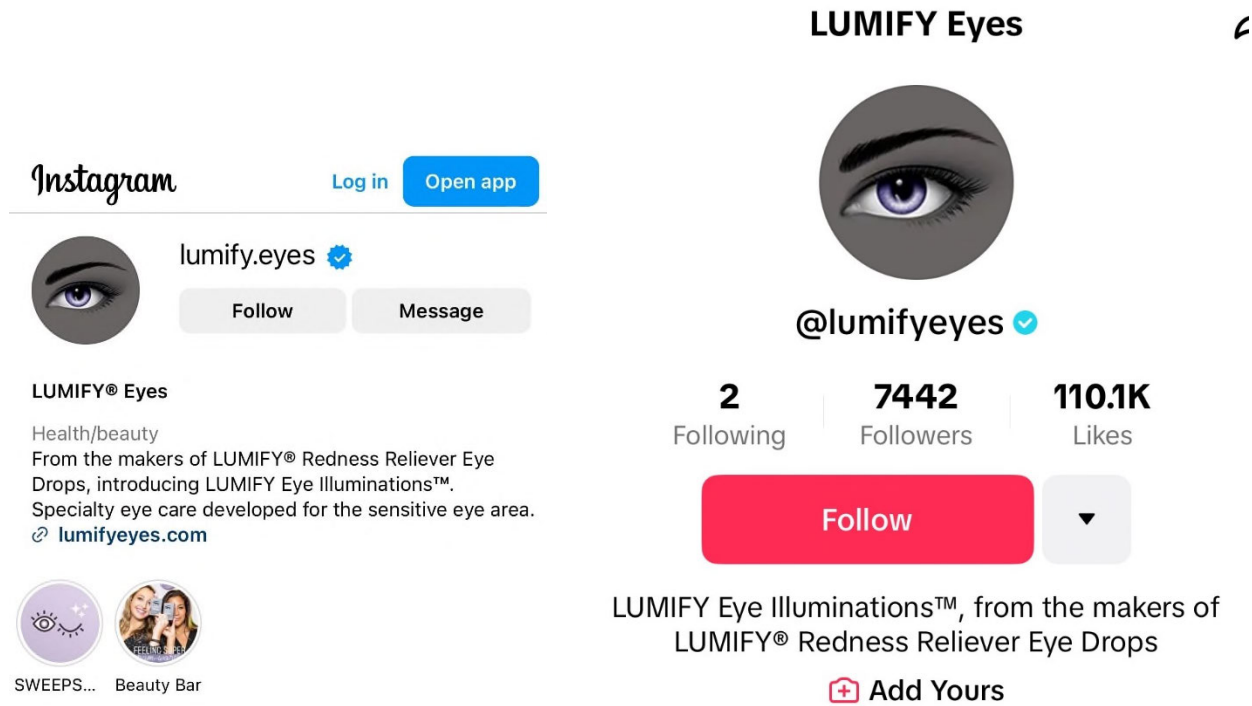 Instagram
Log in
Open app
lumify.eyes
Follow
Message
LUMIFY® Eyes
Health/beauty
From the makers of LUMIFY® Redness Reliever Eye
Drops, introducing LUMIFY Eye Illuminations™.
Specialty eye care developed for the sensitive eye area.
lumifyeyes.com
FEELING SUPER
SWEEPS...
Beauty Bar
LUMIFY Eyes
@lumifyeyes
2
7442
110.1K
Following
Followers
Likes
Follow
LUMIFY Eye Illuminations™, from the makers of
LUMIFY® Redness Reliever Eye Drops
Add Yours